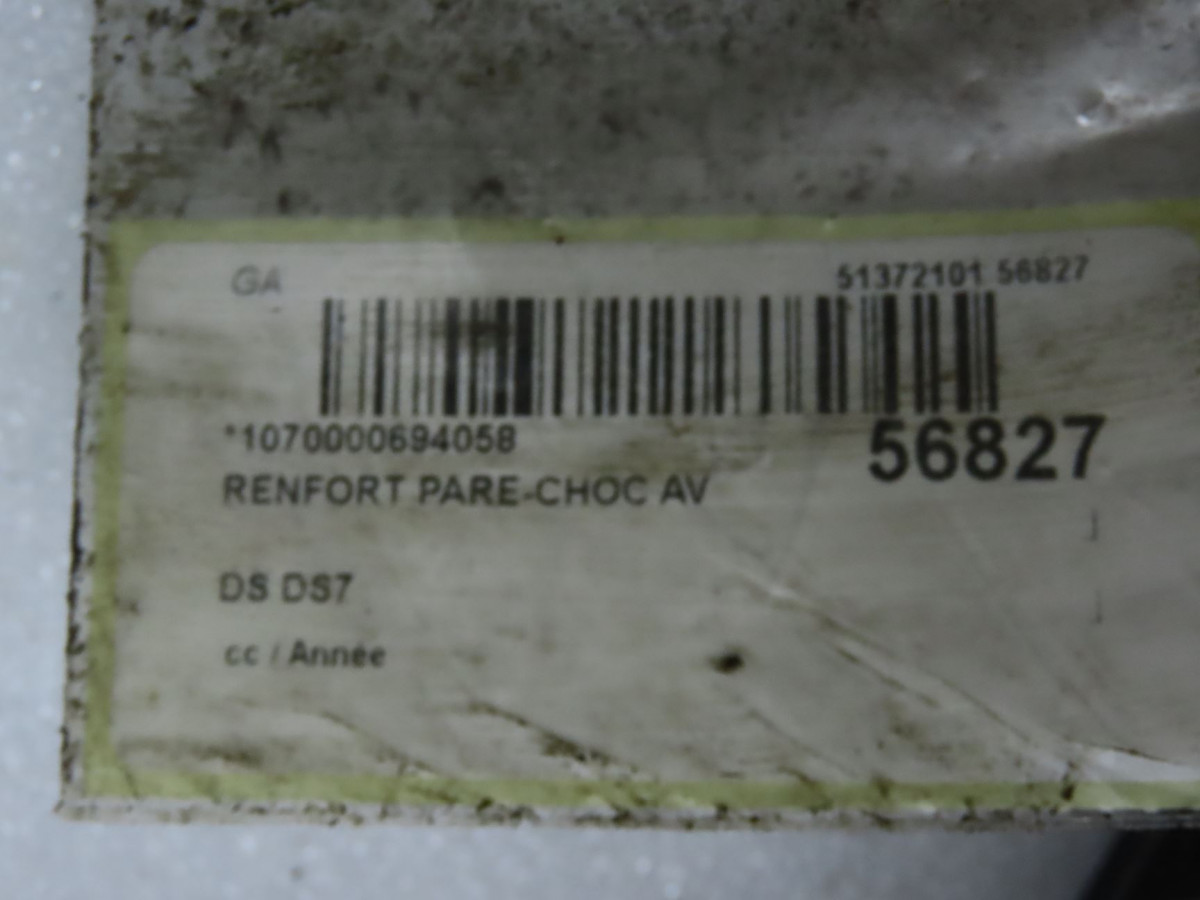 GA
51372101 56827
*1070000694058
56827
RENFORT PARE-CHOC AV
DS DS7
cc / Année